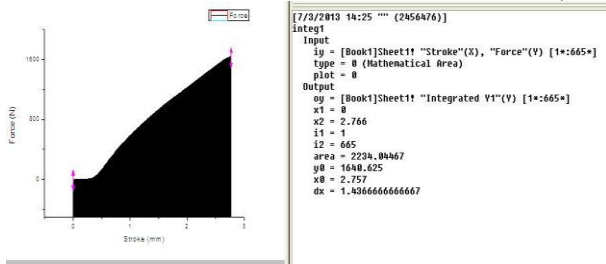 Force
1600
800
0
Force (N)
0
1
2
3
Stroke (mm)
[7/3/2013 14:25 "" (2456476)]
integ1
Input
iy = [Book1]Sheet1! "Stroke"(X), "Force"(Y) [1*:665*]
type = 0 (Mathematical Area)
plot = 0
Output
oy = [Book1]Sheet1! "Integrated Y1"(Y) [1*:665*]
x1 = 0
x2 = 2.766
i1 = 1
i2 = 665
area = 2234.04467
y0 = 1640.625
x0 = 2.757
dx = 1.4366666666667